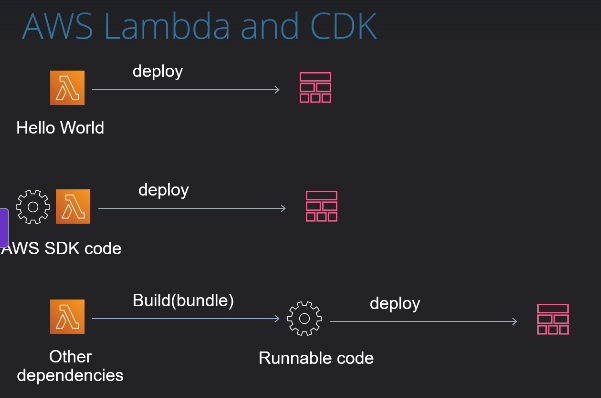 AWS Lambda and CDK
deploy
Hello World
deploy
AWS SDK code
Build(bundle)
deploy
Other
dependencies
Runnable code